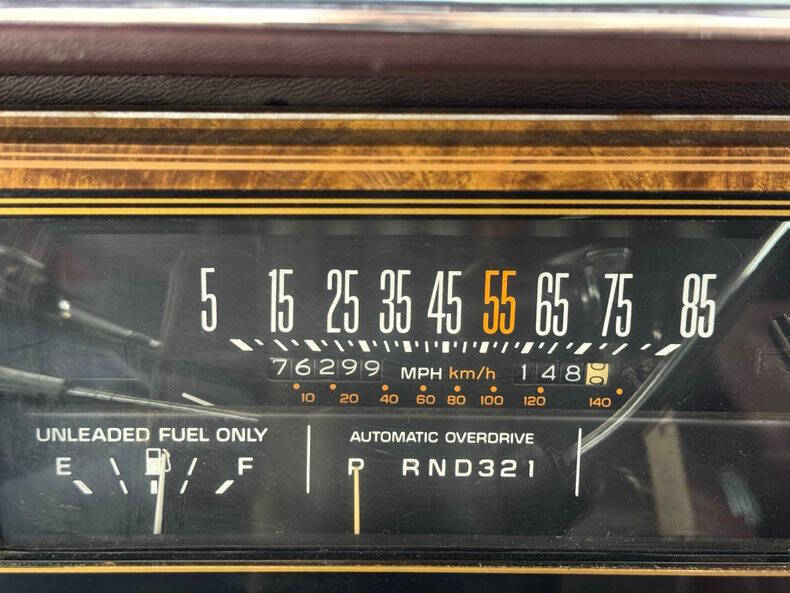 5 15 25 35 45 55 65 75 85
76299 MPH km/h 148
10 20 40 60 80 100 120 140
UNLEADED FUEL ONLY
E F
AUTOMATIC OVERDRIVE
P RND321